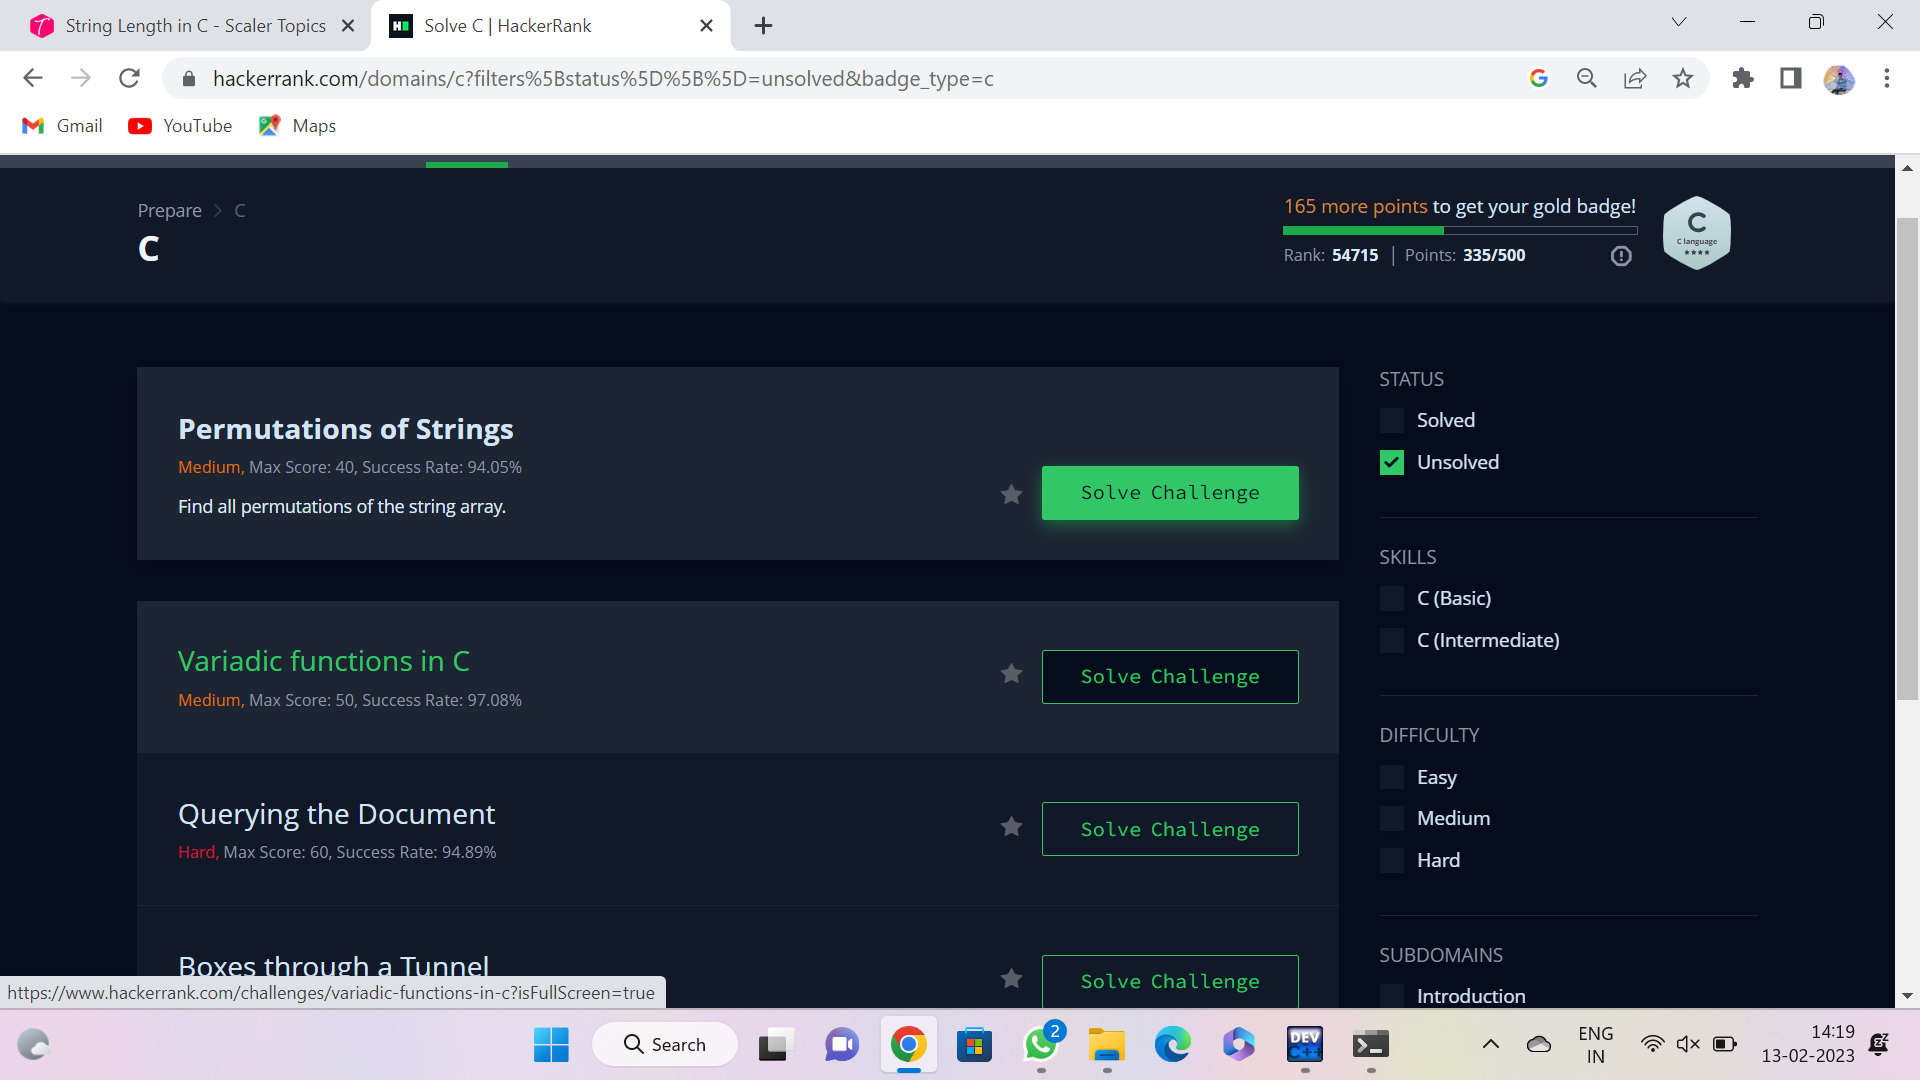 String Length in C - Scaler Topics
Solve C | HackerRank
hackerrank.com/domains/c?filters%5Bstatus%5D%5B%5D=unsolved&badge_type=c
Gmail
YouTube
Maps
Prepare > C
C
165 more points to get your gold badge!
Rank: 54715 | Points: 335/500
C
C language
Permutations of Strings
Medium, Max Score: 40, Success Rate: 94.05%
Find all permutations of the string array.
Solve Challenge
Variadic functions in C
Medium, Max Score: 50, Success Rate: 97.08%
Solve Challenge
Querying the Document
Hard, Max Score: 60, Success Rate: 94.89%
Solve Challenge
Boxes through a Tunnel
Solve Challenge
STATUS
Solved
Unsolved
SKILLS
C (Basic)
C (Intermediate)
DIFFICULTY
Easy
Medium
Hard
SUBDOMAINS
Introduction
https://www.hackerrank.com/challenges/variadic-functions-in-c?isFullScreen=true
Search
2
DEV
C++
ENG
IN
14:19
13-02-2023